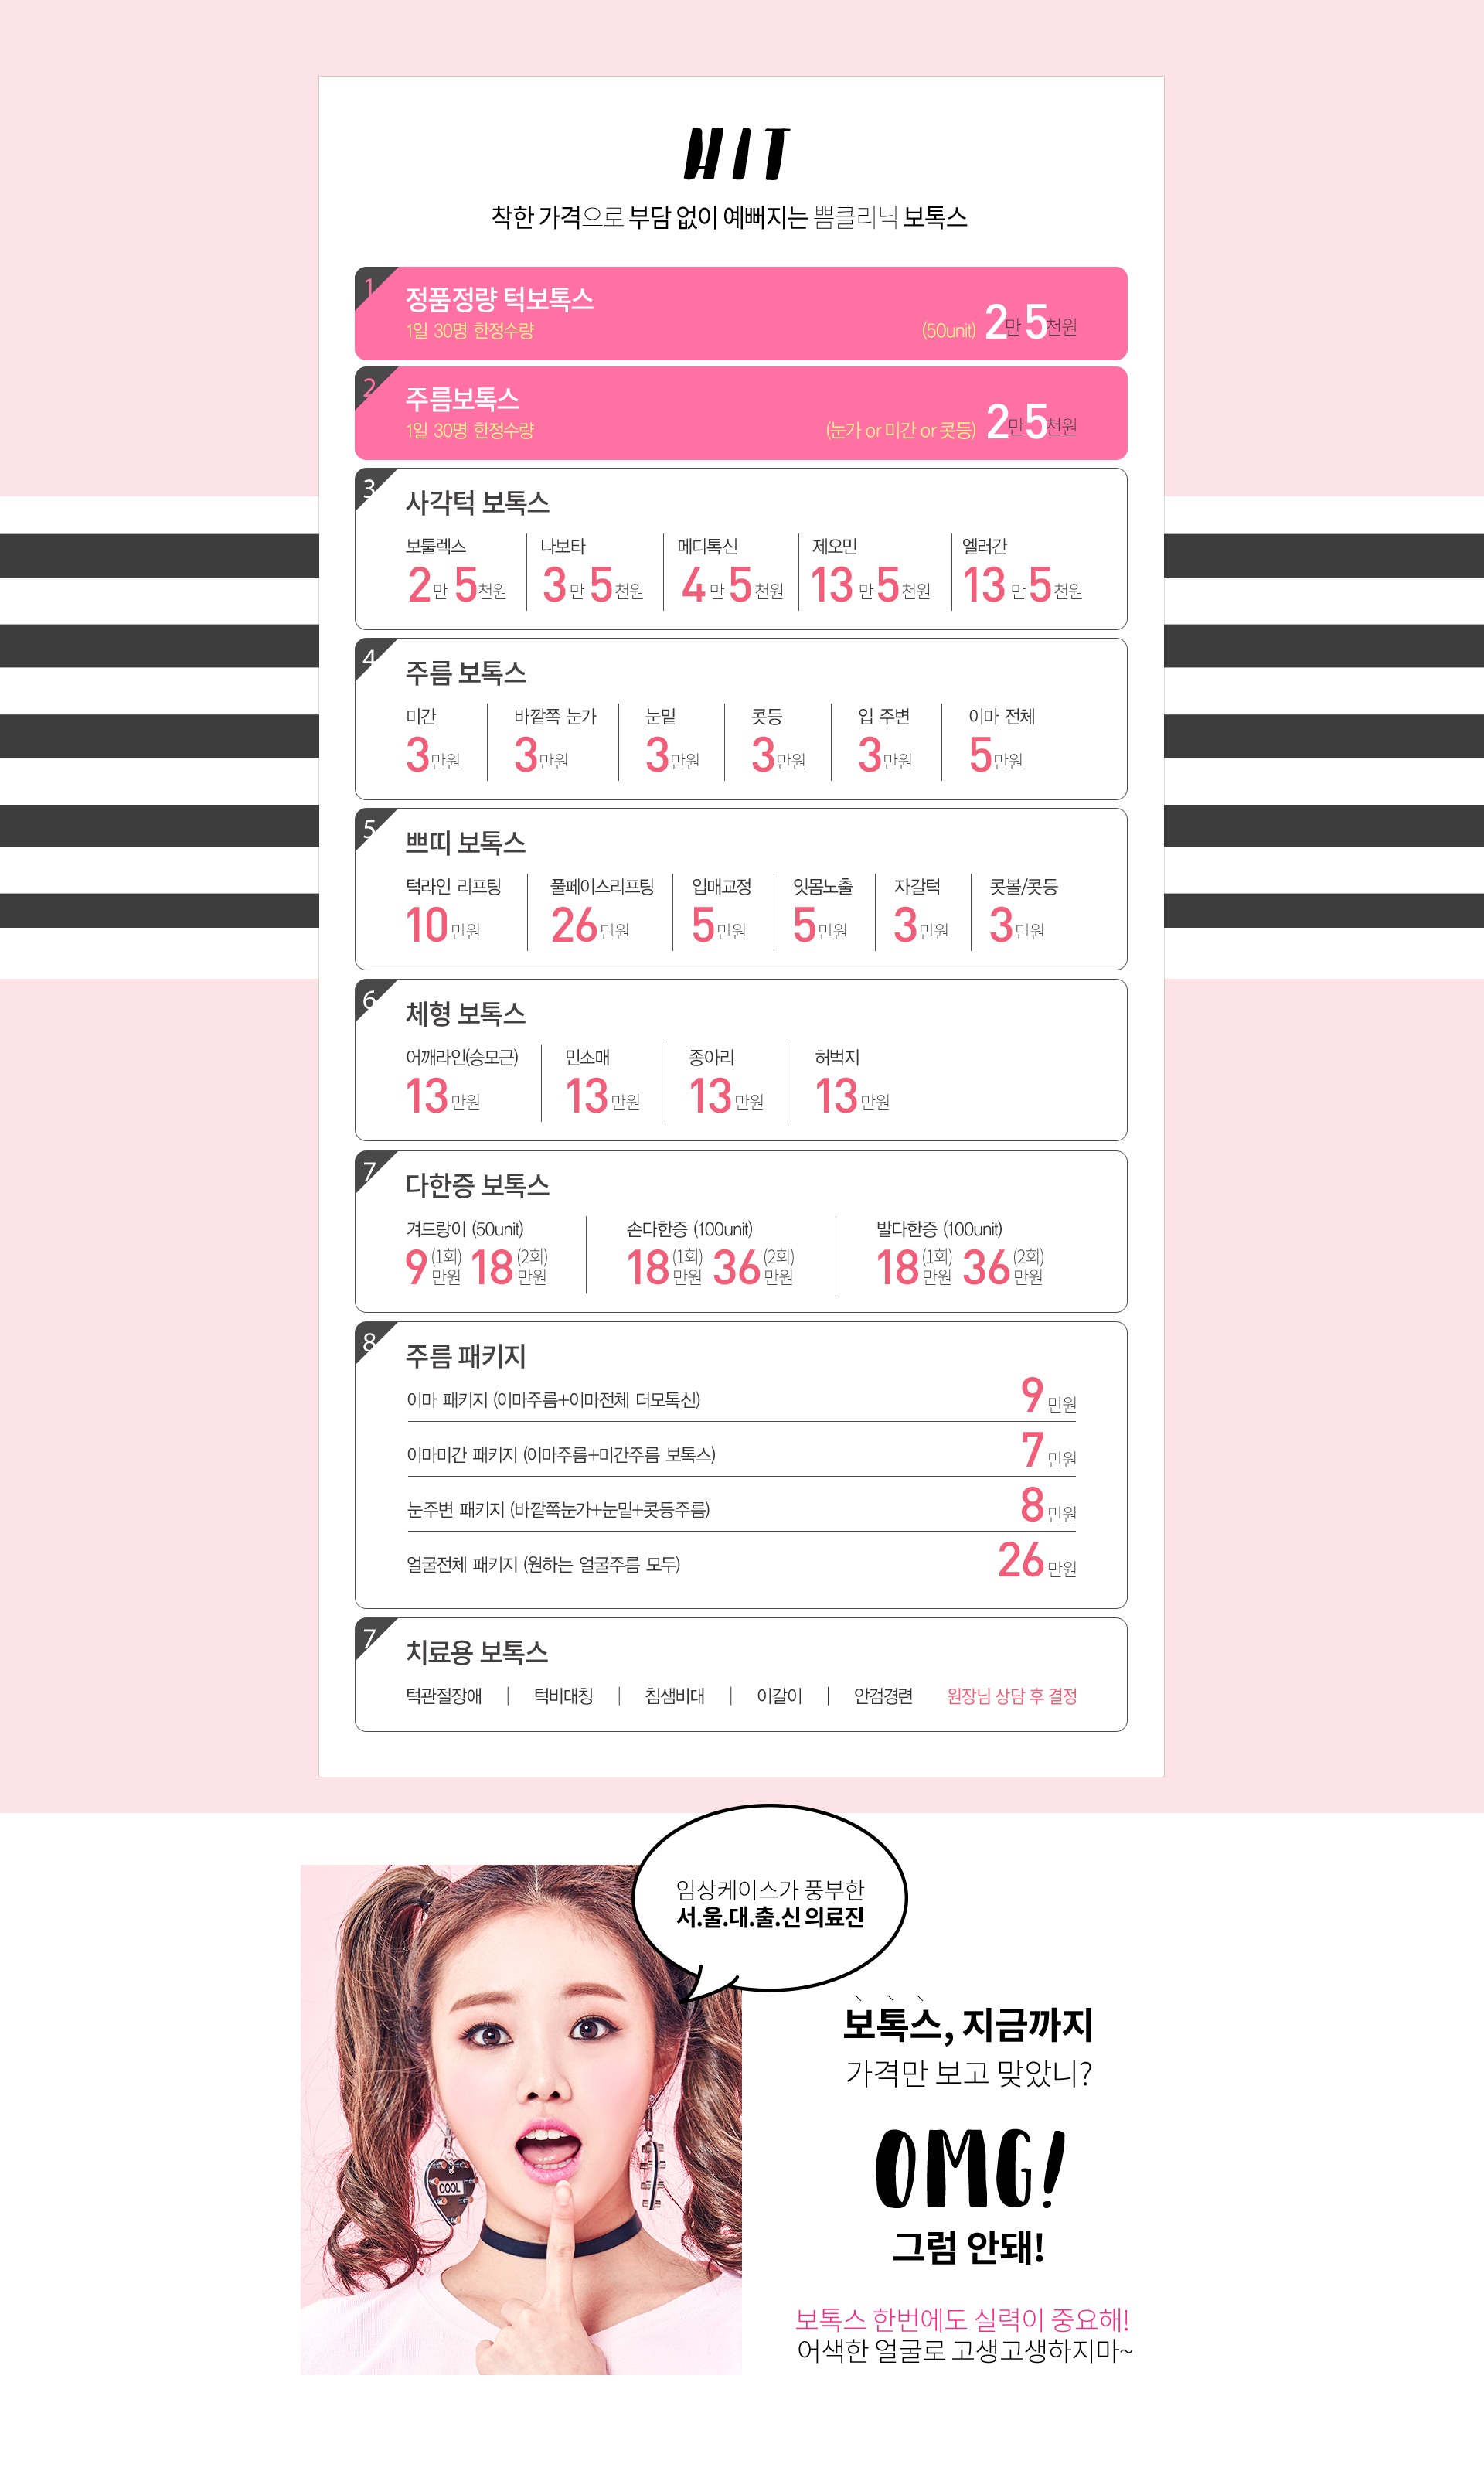 HIT
착한 가격으로 부담 없이 예뻐지는 쁨클리닉 보톡스
1
정품정량 턱보톡스
1일 30명 한정수량
(50unit) 2만 5천원
2
주름보톡스
1일 30명 한정수량
(눈가 or 미간 or 콧등) 2만 5천원
3
사각턱 보톡스
보툴렉스 나보타 메디톡신 제오민 엘러간
2만 5천원 3만 5천원 4만 5천원 13만 5천원 13만 5천원
4
주름 보톡스
미간 바깥쪽 눈가 눈밑 콧등 입 주변 이마 전체
3만원 3만원 3만원 3만원 3만원 5만원
5
쁘띠 보톡스
턱라인 리프팅 풀페이스리프팅 입매교정 잇몸노출 자갈턱 콧볼/콧등
10만원 26만원 5만원 5만원 3만원 3만원
6
체형 보톡스
어깨라인(승모근) 민소매 종아리 허벅지
13만원 13만원 13만원 13만원
7
다한증 보톡스
겨드랑이 (50unit) 손다한증 (100unit) 발다한증 (100unit)
9만원(1회) 18만원(2회) 18만원(1회) 36만원(2회) 18만원(1회) 36만원(2회)
8
주름 패키지
이마 패키지 (이마주름+이마전체 더모톡신) 9만원
이마미간 패키지 (이마주름+미간주름 보톡스) 7만원
눈주변 패키지 (바깥쪽눈가+눈밑+콧등주름) 8만원
얼굴전체 패키지 (원하는 얼굴주름 모두) 26만원
7
치료용 보톡스
턱관절장애 턱비대칭 침샘비대 이갈이 안검경련 원장님 상담 후 결정
임상케이스가 풍부한
서.울.대.출.신 의료진
보톡스, 지금까지
가격만 보고 맞았니?
OMG!
그럼 안돼!
보톡스 한번에도 실력이 중요해!
어색한 얼굴로 고생고생하지마~
COOL